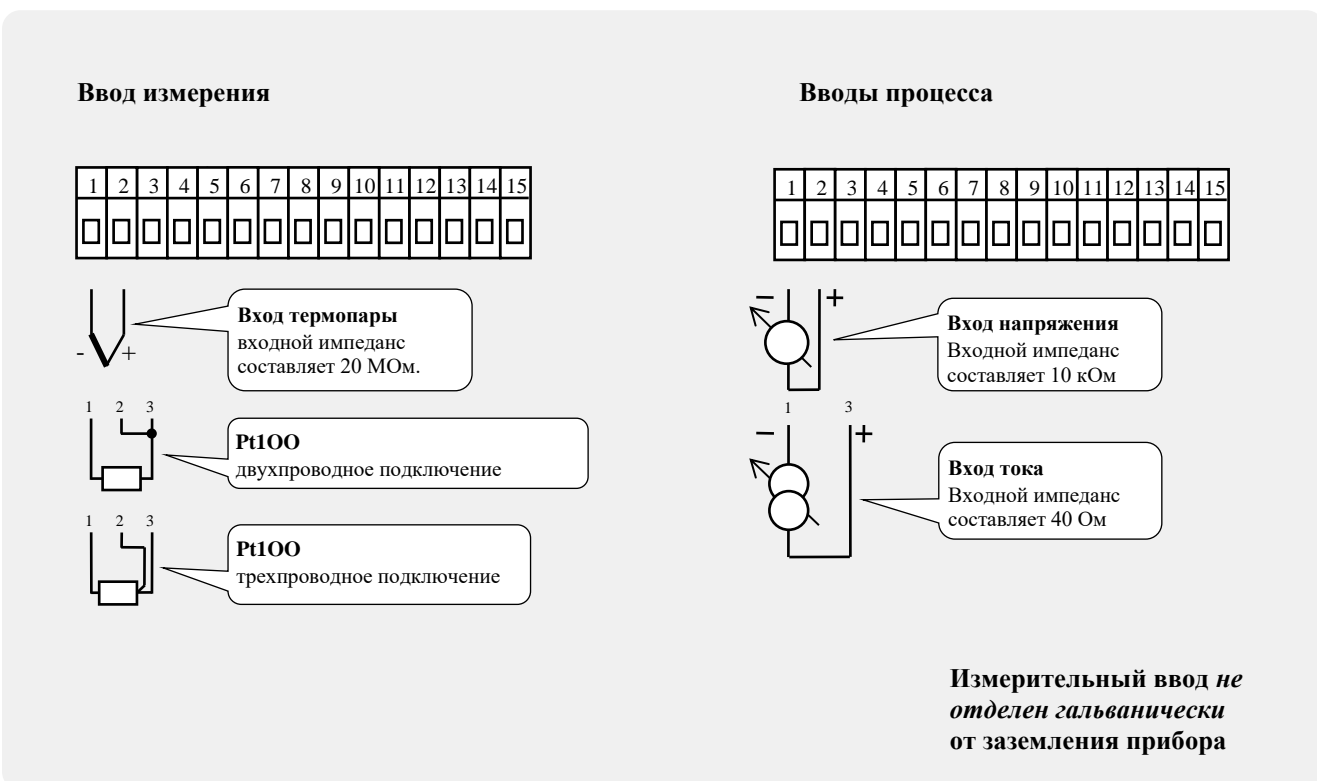 Ввод измерения
1 2 3 4 5 6 7 8 9 10 11 12 13 14 15
- +
Вход термопары
входной импеданс
составляет 20 МОм.
1 2 3
Pt1OO
двухпроводное подключение
1 2 3
Pt1OO
трехпроводное подключение
Вводы процесса
1 2 3 4 5 6 7 8 9 10 11 12 13 14 15
− +
Вход напряжения
Входной импеданс
составляет 10 кОм
1 3
− +
Вход тока
Входной импеданс
составляет 40 Ом
Измерительный ввод не
отделен гальванически
от заземления прибора